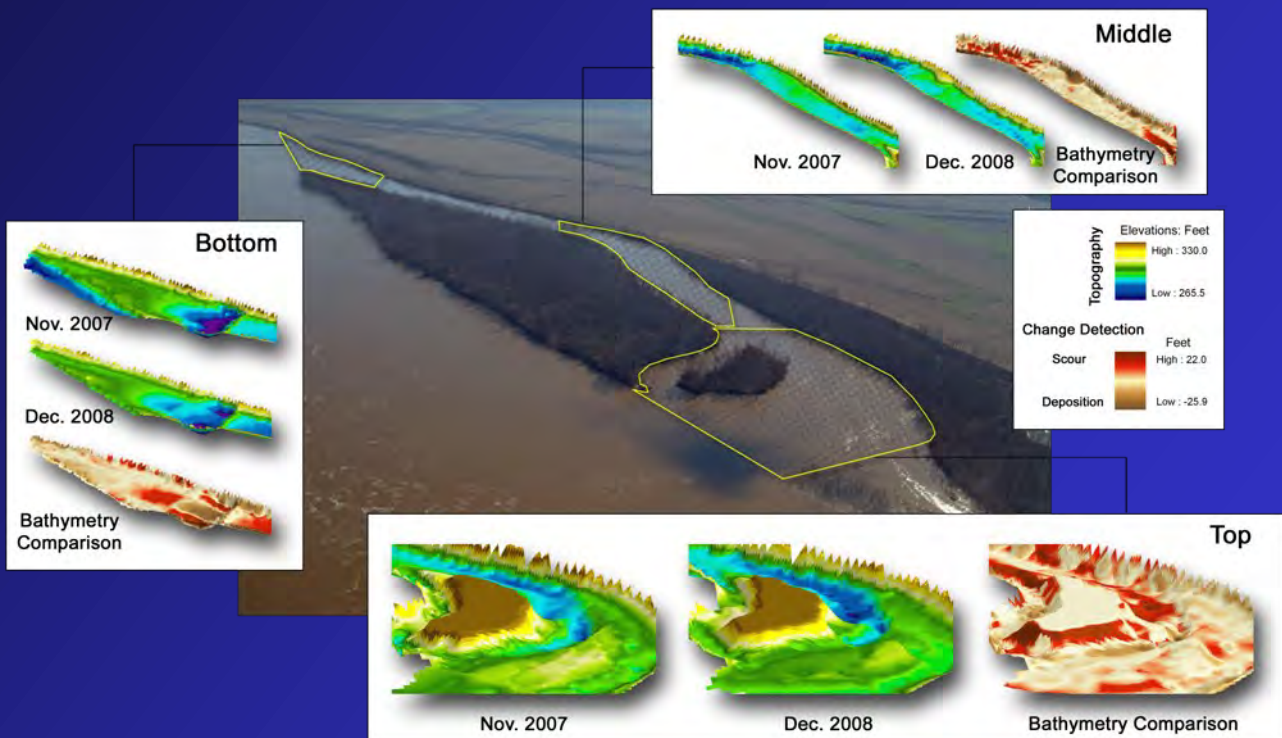 Middle
Nov. 2007
Dec. 2008
Bathymetry
Comparison
Bottom
Nov. 2007
Dec. 2008
Bathymetry
Comparison
Topography
Elevations: Feet
High : 330.0
Low : 265.5
Change Detection
Feet
Scour
High : 22.0
Deposition
Low : -25.9
Top
Nov. 2007
Dec. 2008
Bathymetry Comparison